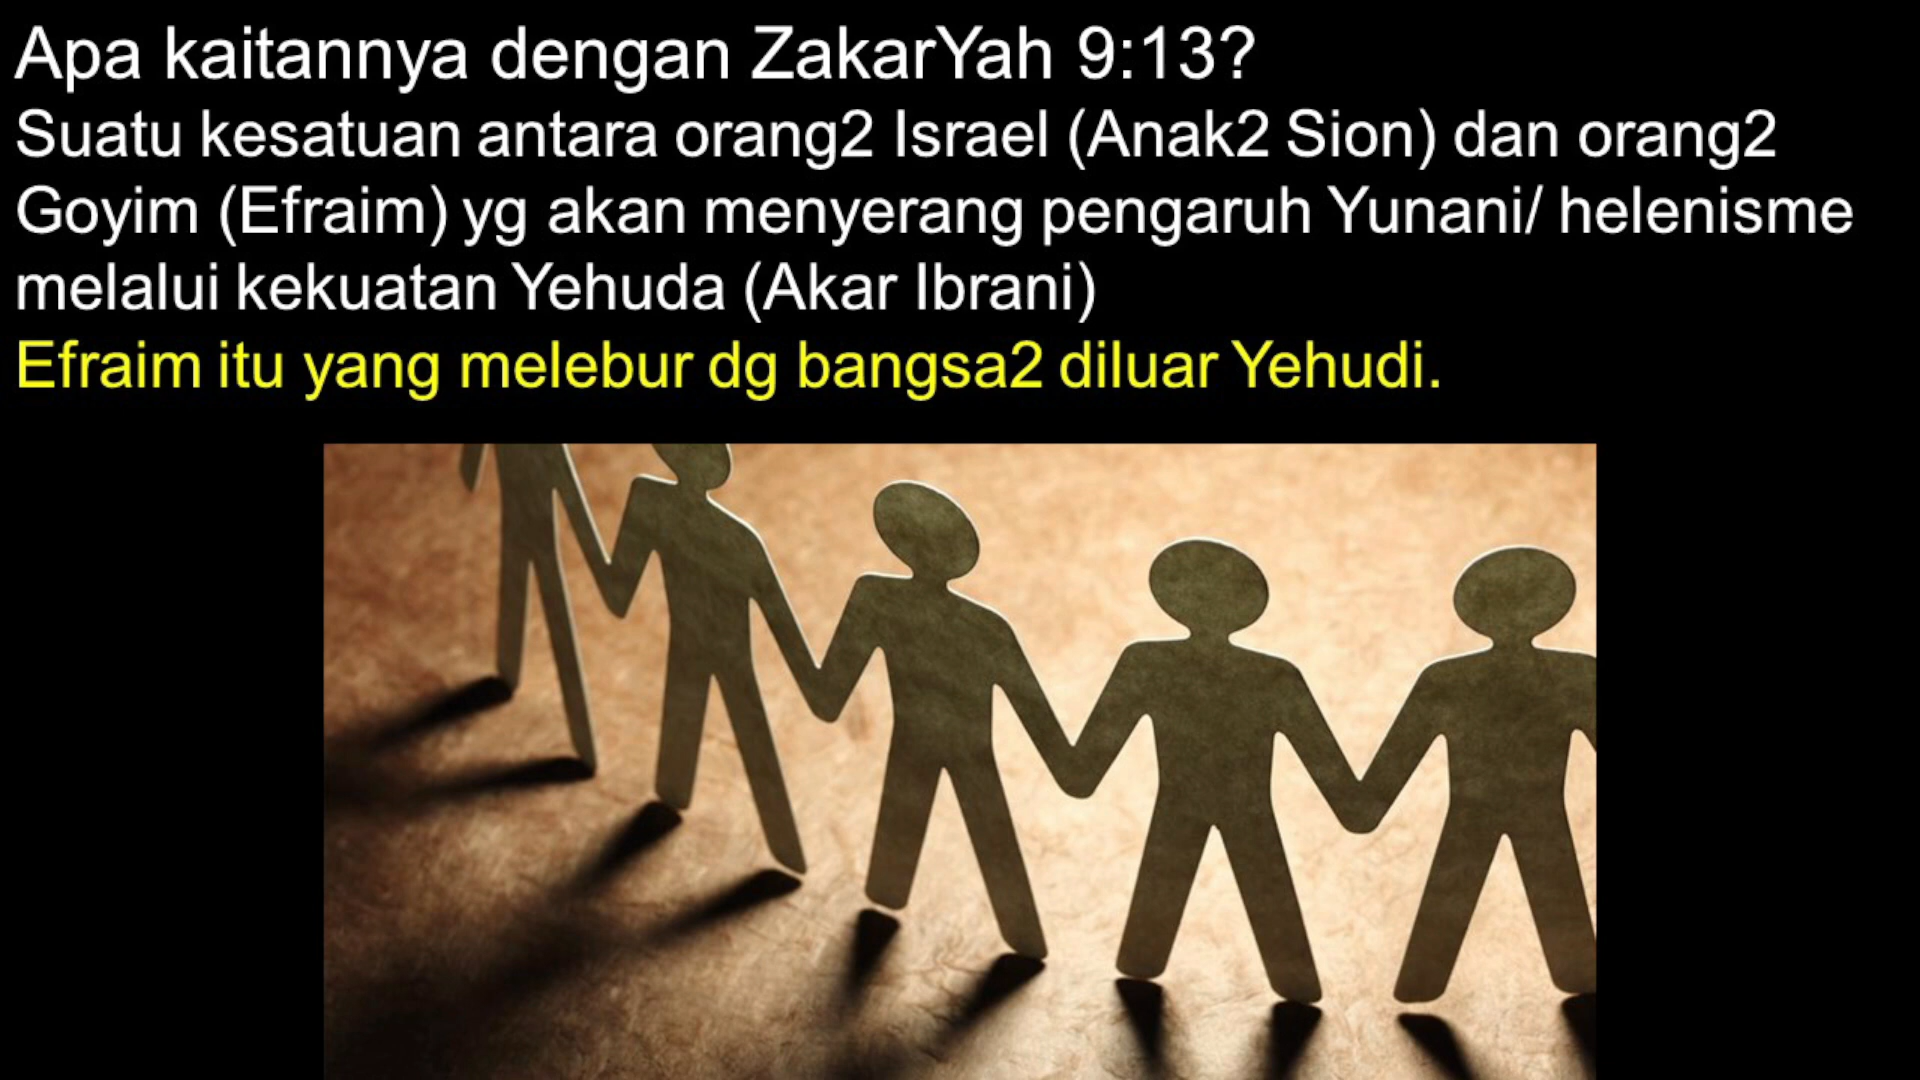 Apa kaitannya dengan ZakarYah 9:13?
Suatu kesatuan antara orang2 Israel (Anak2 Sion) dan orang2
Goyim (Efraim) yg akan menyerang pengaruh Yunani/ helenisme
melalui kekuatan Yehuda (Akar Ibrani)
Efraim itu yang melebur dg bangsa2 diluar Yehudi.